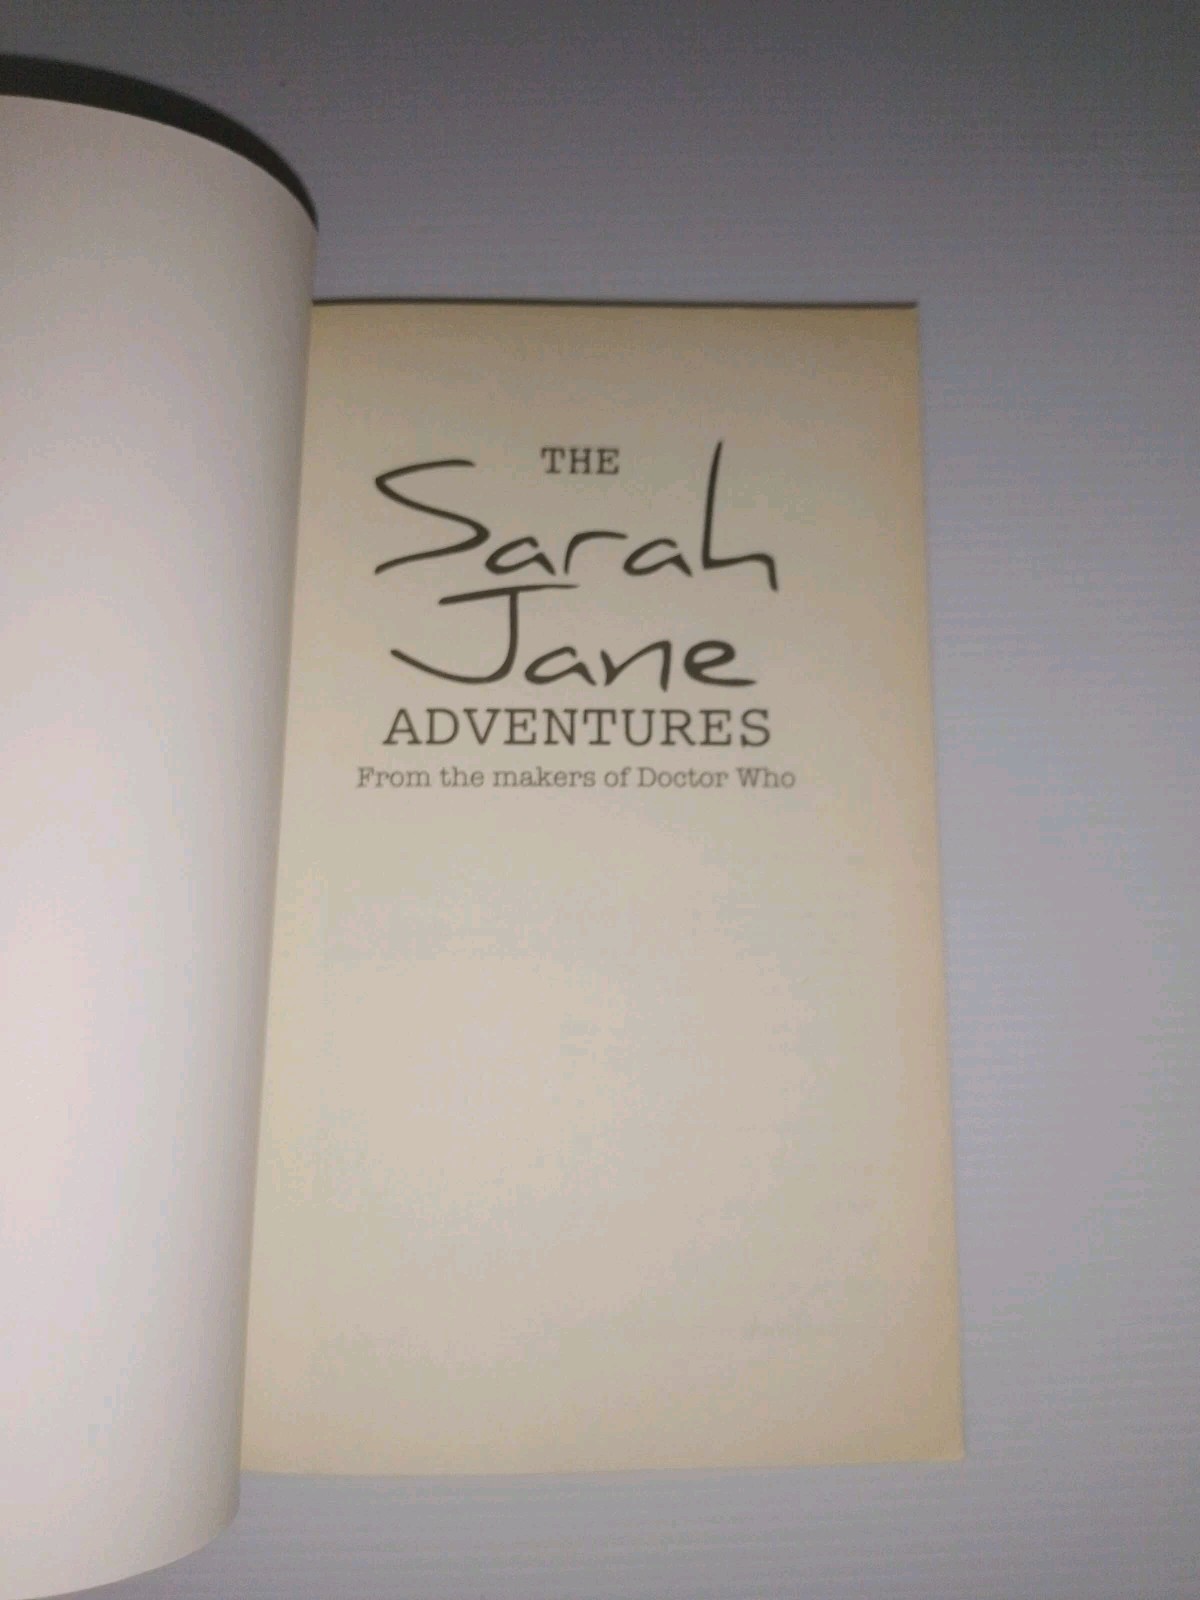 THE
Sarah
Jane
ADVENTURES
From the makers of Doctor Who